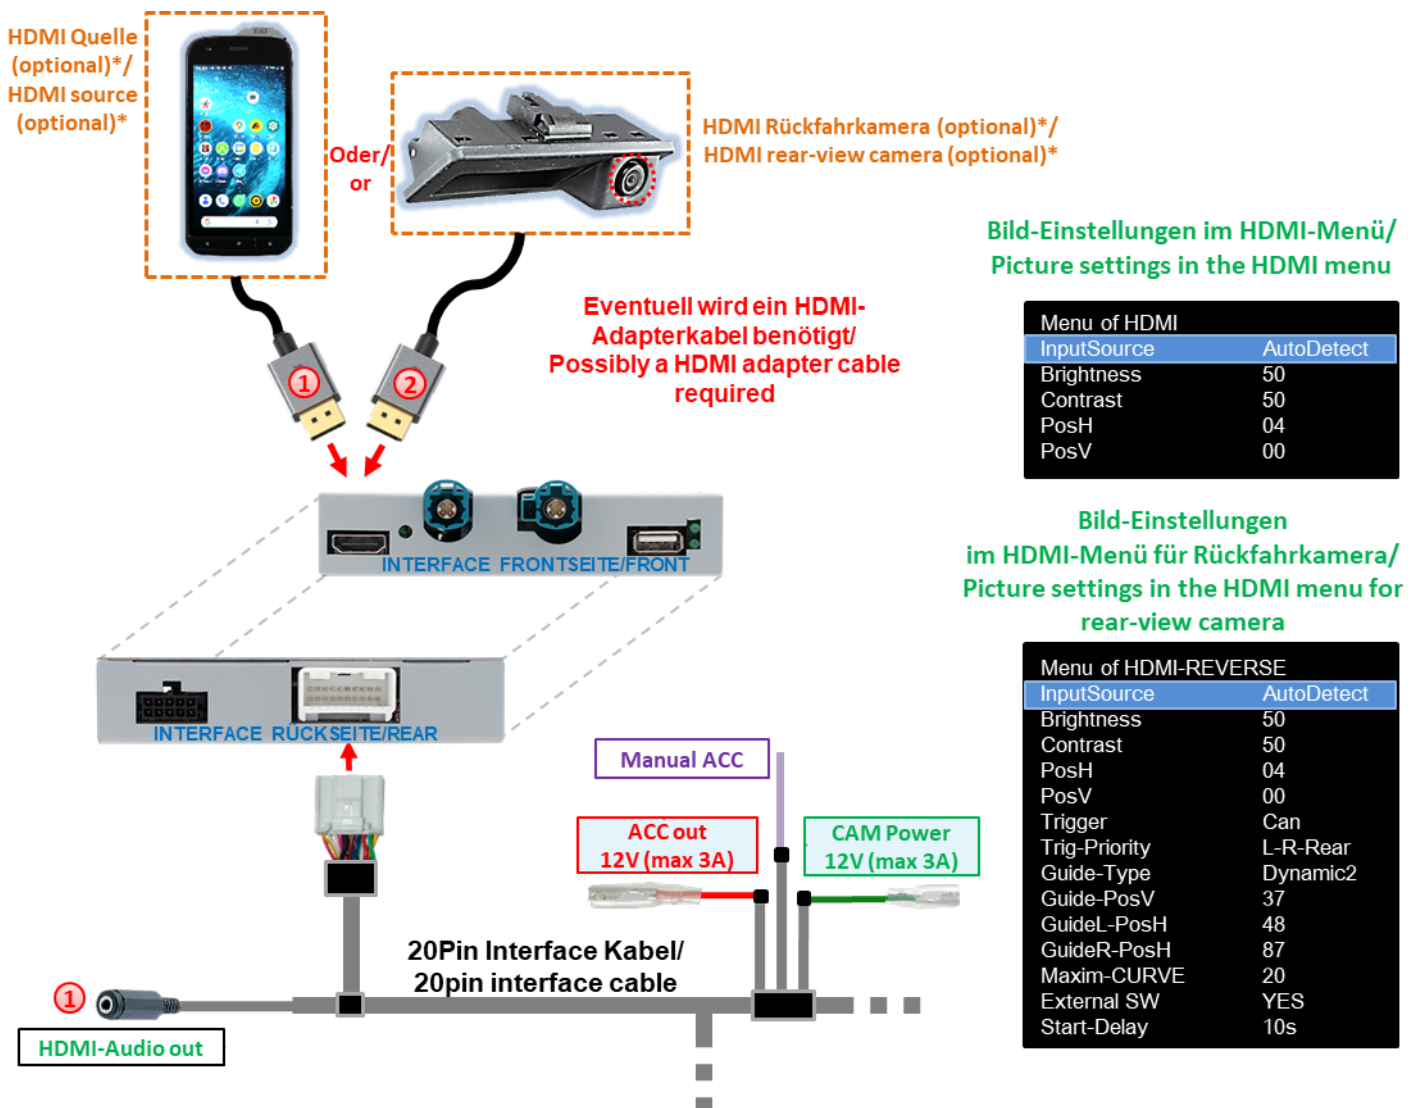 HDMI Quelle
(optional)*/
HDMI source
(optional)*
Oder/
or
HDMI Rückfahrkamera (optional)*/
HDMI rear-view camera (optional)*
Eventuell wird ein HDMI-
Adapterkabel benötigt/
Possibly a HDMI adapter cable
required
1
2
INTERFACE FRONTSEITE/FRONT
INTERFACE RÜCKSEITE/REAR
Manual ACC
ACC out
12V (max 3A)
CAM Power
12V (max 3A)
20Pin Interface Kabel/
20pin interface cable
1
HDMI-Audio out
Bild-Einstellungen im HDMI-Menü/
Picture settings in the HDMI menu
Menu of HDMI
InputSource AutoDetect
Brightness 50
Contrast 50
PosH 04
PosV 00
Bild-Einstellungen
im HDMI-Menü für Rückfahrkamera/
Picture settings in the HDMI menu for
rear-view camera
Menu of HDMI-REVERSE
InputSource AutoDetect
Brightness 50
Contrast 50
PosH 04
PosV 00
Trigger Can
Trig-Priority L-R-Rear
Guide-Type Dynamic2
Guide-PosV 37
GuideL-PosH 48
GuideR-PosH 87
Maxim-CURVE 20
External SW YES
Start-Delay 10s